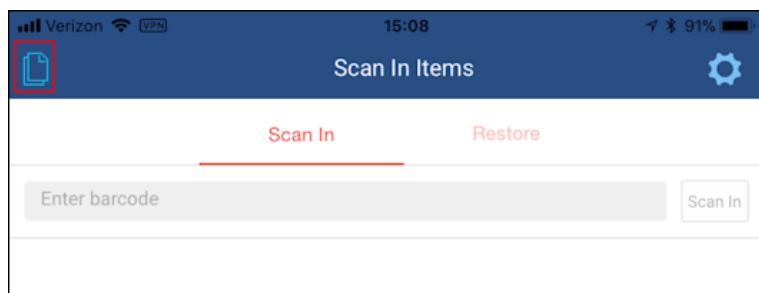 Verizon VPN 15:08 91%
Scan In Items
Scan In Restore
Enter barcode Scan In